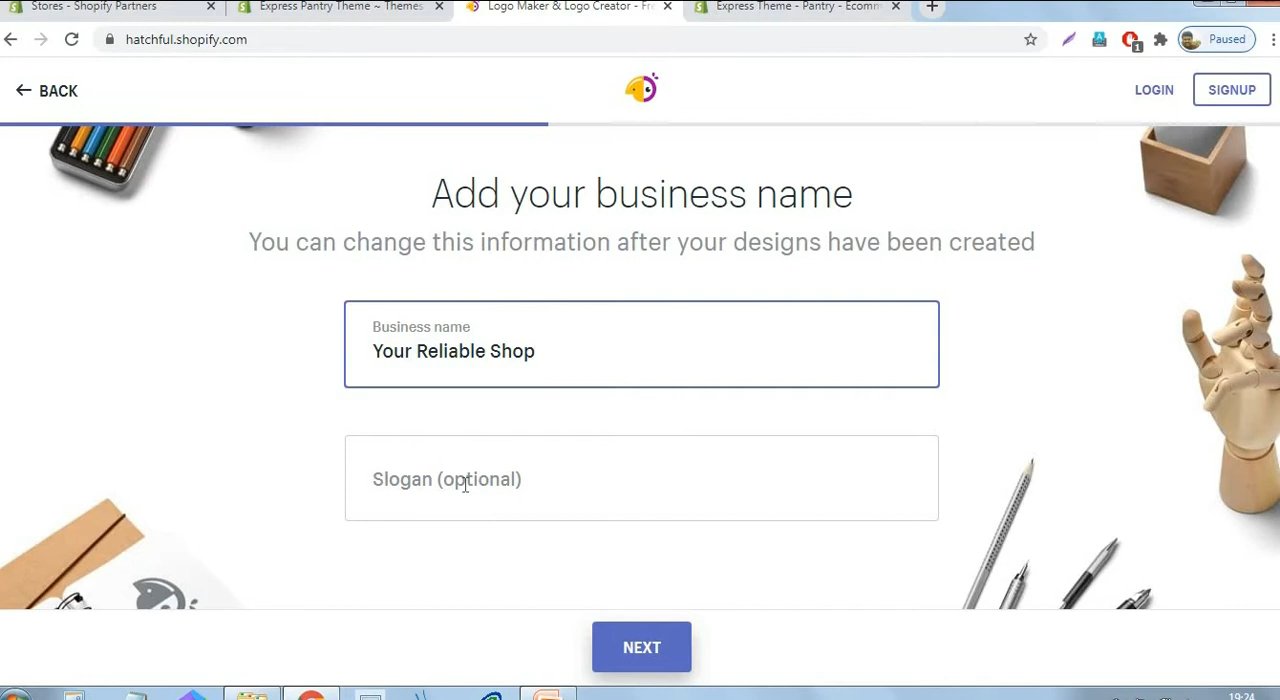 Stores - Shopify Partners
Express Pantry Theme ~ Themes
Logo Maker & Logo Creator - Fre
Express Theme - Pantry - Ecomm
hatchful.shopify.com
1
Paused
BACK
LOGIN
SIGNUP
Add your business name
You can change this information after your designs have been created
Business name
Your Reliable Shop
Slogan (optional)
NEXT
19:24